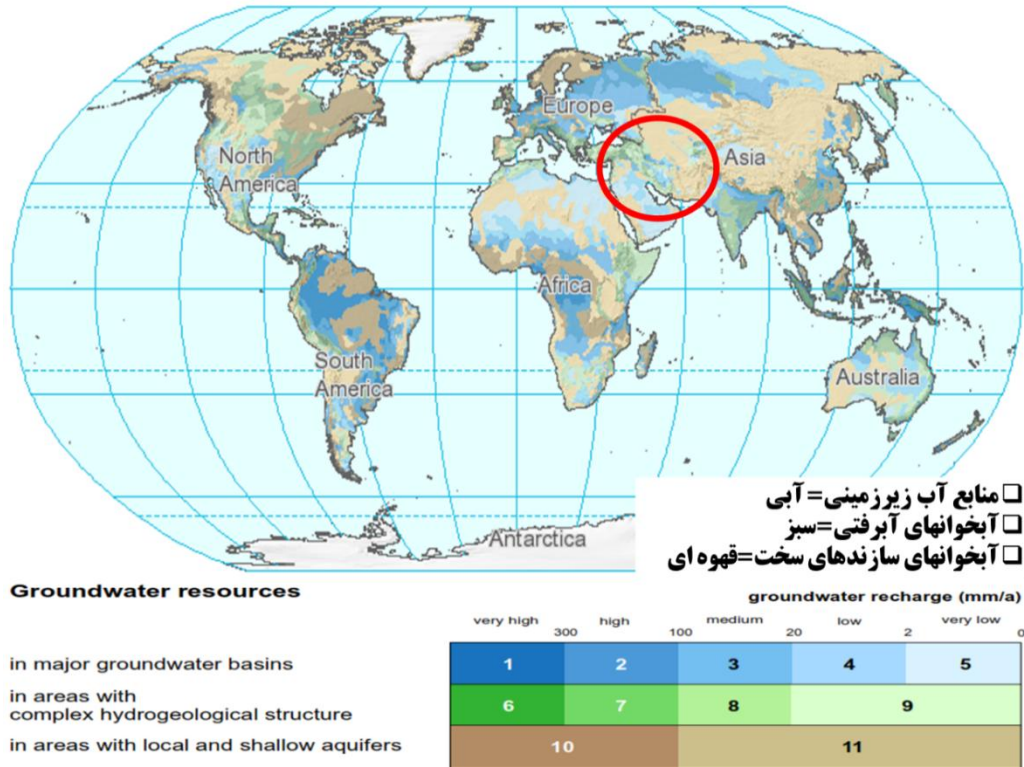 Europe
North
America
Asia
Africa
South
America
Australia
Antarctica
❑منابع آب زیرزمینی=آبی
❑آبخوانهای آبرفتی=سبز
❑آبخوانهای سازندهای سخت=قهوه ای
Groundwater resources
groundwater recharge (mm/a)
very high high medium low very low
300 100 20 2 0
in major groundwater basins 1 2 3 4 5
in areas with
complex hydrogeological structure 6 7 8 9
in areas with local and shallow aquifers 10 11